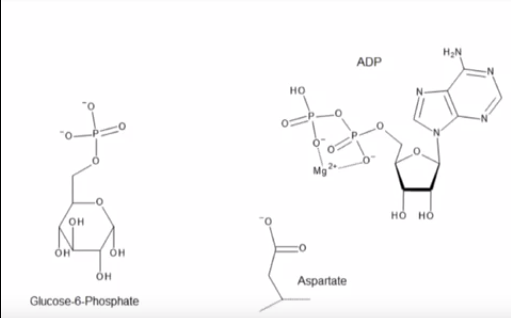 ADP
H₂N
N
N
N
N
HO
O
P
O
P
O
O
O⁻
O⁻
Mg²⁺
O
HO
HO
⁻O
⁻O
P
O
O
O
OH
OH
OH
OH
Glucose-6-Phosphate
⁻O
O
Aspartate